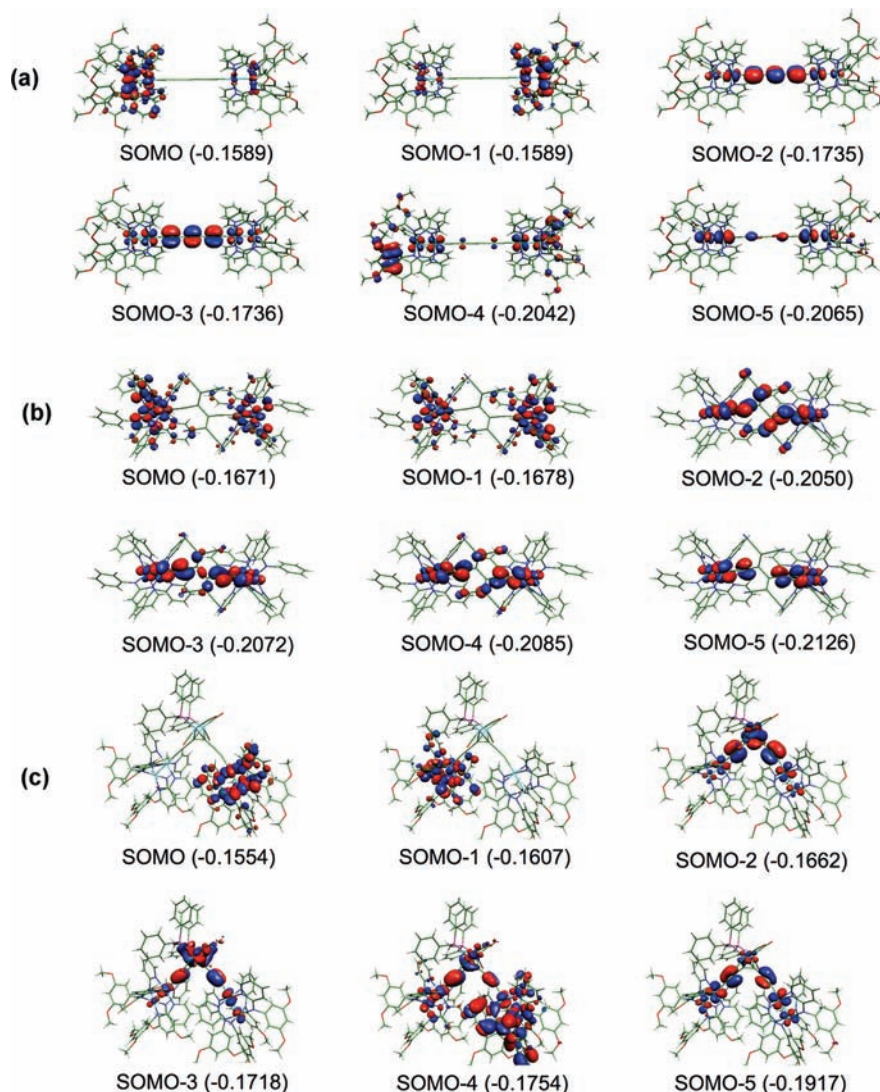 (a)
SOMO (-0.1589) SOMO-1 (-0.1589) SOMO-2 (-0.1735)
SOMO-3 (-0.1736) SOMO-4 (-0.2042) SOMO-5 (-0.2065)
(b)
SOMO (-0.1671) SOMO-1 (-0.1678) SOMO-2 (-0.2050)
SOMO-3 (-0.2072) SOMO-4 (-0.2085) SOMO-5 (-0.2126)
(c)
SOMO (-0.1554) SOMO-1 (-0.1607) SOMO-2 (-0.1662)
SOMO-3 (-0.1718) SOMO-4 (-0.1754) SOMO-5 (-0.1917)